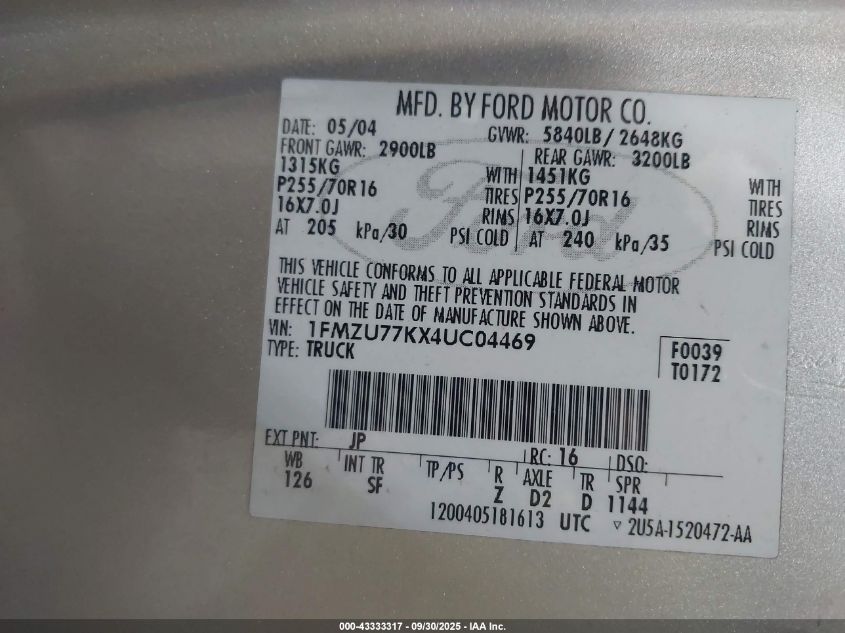 MFD. BY FORD MOTOR CO.
DATE: 05/04 GVWR: 5840LB/ 2648KG
FRONT GAWR: 2900LB REAR GAWR: 3200LB
1315KG WITH 1451KG WITH
P255/70R16 TIRES P255/70R16 TIRES
16X7.0J RIMS 16X7.0J RIMS
AT 205 kPa/30 PSI COLD AT 240 kPa/35 PSI COLD
THIS VEHICLE CONFORMS TO ALL APPLICABLE FEDERAL MOTOR
VEHICLE SAFETY AND THEFT PREVENTION STANDARDS IN
EFFECT ON THE DATE OF MANUFACTURE SHOWN ABOVE.
VIN: 1FMZU77KX4UC04469 F0039
TYPE: TRUCK T0172
EXT PNT: JP RC: 16 DSO:
WB INT TR TP/PS R AXLE TR SPR
126 SF Z D2 D 1144
1200405181613 UTC ▽ 2U5A-1520472-AA
Ford
000-43333317 - 09/30/2025 - IAA Inc.